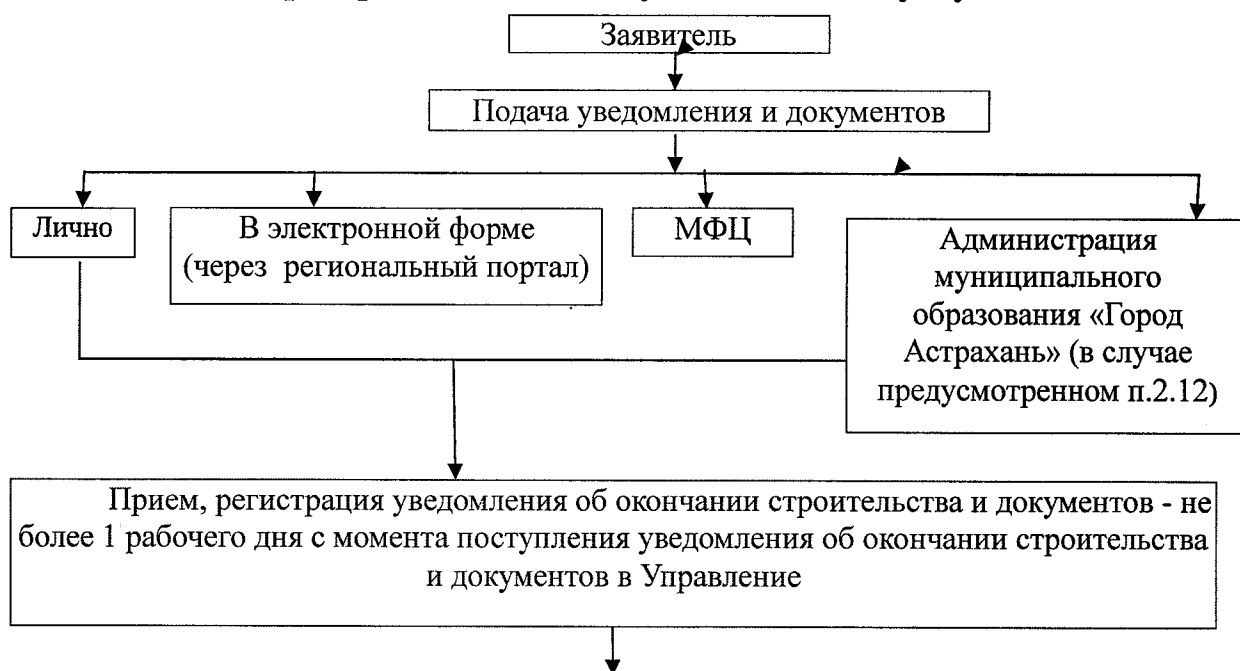 Заявитель
Подача уведомления и документов
Лично
В электронной форме
(через региональный портал)
МФЦ
Администрация
муниципального
образования «Город
Астрахань» (в случае
предусмотренном п.2.12)
Прием, регистрация уведомления об окончании строительства и документов - не
более 1 рабочего дня с момента поступления уведомления об окончании строительства
и документов в Управление